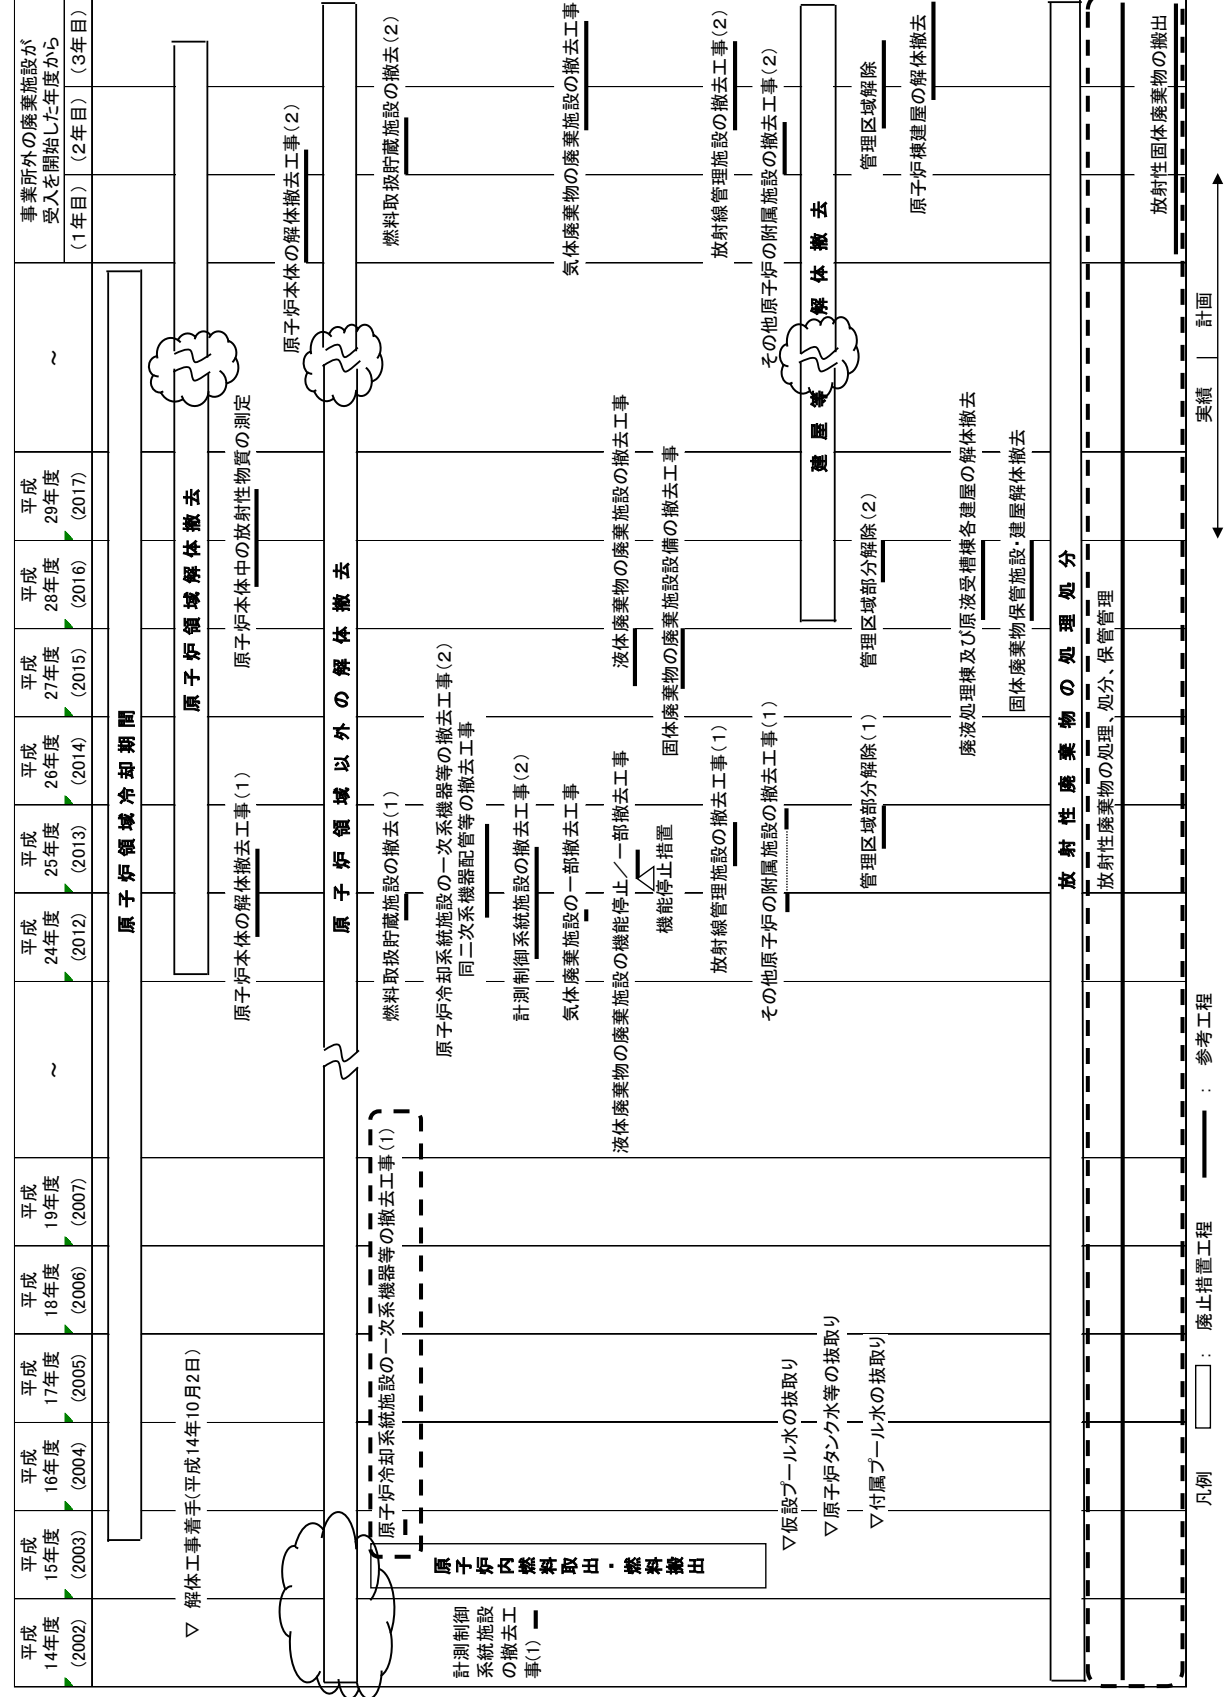 平成
14年度
(2002)
平成
15年度
(2003)
平成
16年度
(2004)
平成
17年度
(2005)
平成
18年度
(2006)
平成
19年度
(2007)
~
平成
24年度
(2012)
平成
25年度
(2013)
平成
26年度
(2014)
平成
27年度
(2015)
平成
28年度
(2016)
平成
29年度
(2017)
~
事業所外の廃棄施設が
受入を開始した年度から
(1年目)
(2年目)
(3年目)
原子炉領域冷却期間
▽ 解体工事着手(平成14年10月2日)
原子炉領域解体撤去
原子炉本体の解体撤去工事(1)
原子炉本体中の放射性物質の測定
原子炉本体の解体撤去工事(2)
原子炉領域以外の解体撤去
原子炉冷却系統施設の一次系機器等の撤去工事(1)
燃料取扱貯蔵施設の撤去(1)
燃料取扱貯蔵施設の撤去(2)
原子炉内燃料取出・燃料搬出
原子炉冷却系統施設の一次系機器等の撤去工事(2)
同二次系機器配管等の撤去工事
計測制御
系統施設
の撤去工
事(1)
計測制御系統施設の撤去工事(2)
気体廃棄施設の一部撤去工事
気体廃棄物の廃棄施設の撤去工事
液体廃棄物の廃棄施設の機能停止/一部撤去工事
液体廃棄物の廃棄施設の撤去工事
機能停止措置
固体廃棄物の廃棄施設設備の撤去工事
放射線管理施設の撤去工事(1)
放射線管理施設の撤去工事(2)
その他原子炉の附属施設の撤去工事(1)
その他原子炉の附属施設の撤去工事(2)
▽仮設プール水の抜取り
▽原子炉タンク水等の抜取り
▽付属プール水の抜取り
建屋等解体撤去
管理区域部分解除(1)
管理区域部分解除(2)
管理区域解除
原子炉棟建屋の解体撤去
廃液処理棟及び原液受槽棟各建屋の解体撤去
固体廃棄物保管施設・建屋解体撤去
放射性廃棄物の処理処分
放射性廃棄物の処理、処分、保管管理
放射性固体廃棄物の搬出
凡例
: 廃止措置工程
: 参考工程
実績
計画